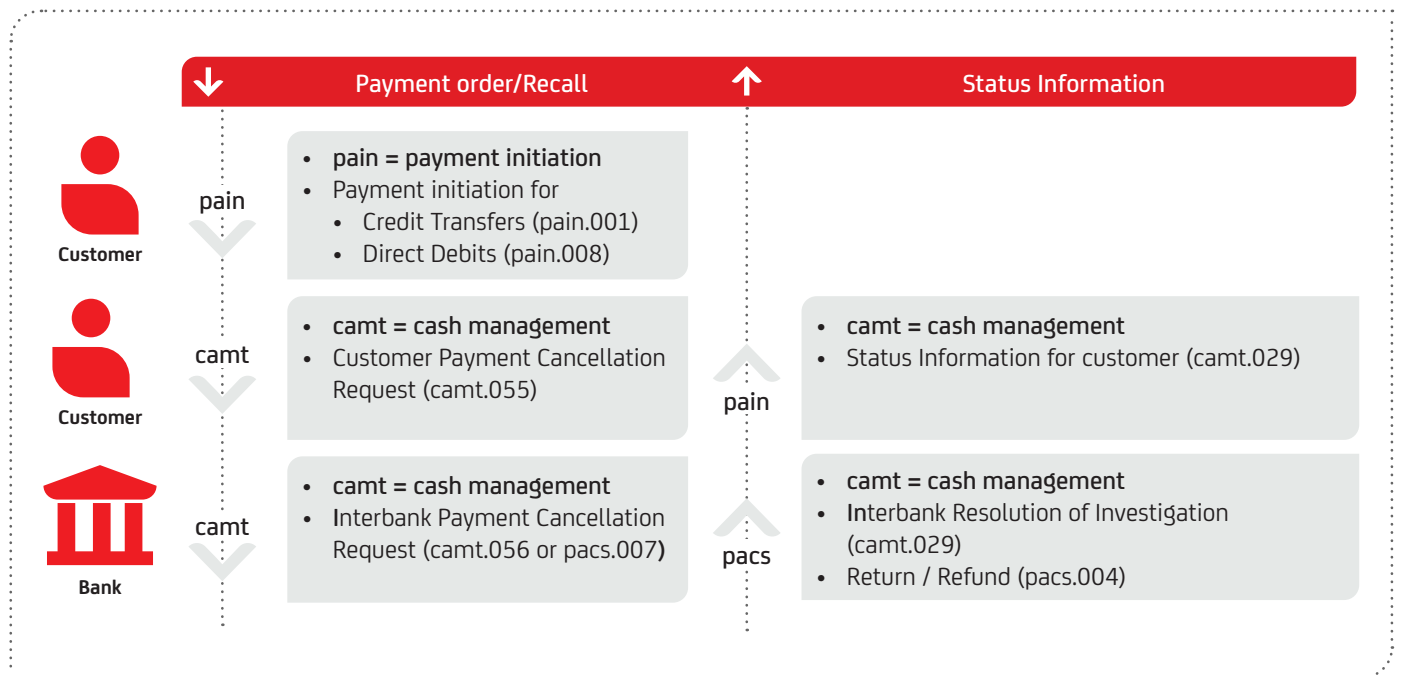 Payment order/Recall
Status Information
Customer
pain
• pain = payment initiation
• Payment initiation for
• Credit Transfers (pain.001)
• Direct Debits (pain.008)
Customer
camt
• camt = cash management
• Customer Payment Cancellation
Request (camt.055)
pain
• camt = cash management
• Status Information for customer (camt.029)
Bank
camt
• camt = cash management
• Interbank Payment Cancellation
Request (camt.056 or pacs.007)
pacs
• camt = cash management
• Interbank Resolution of Investigation
(camt.029)
• Return / Refund (pacs.004)